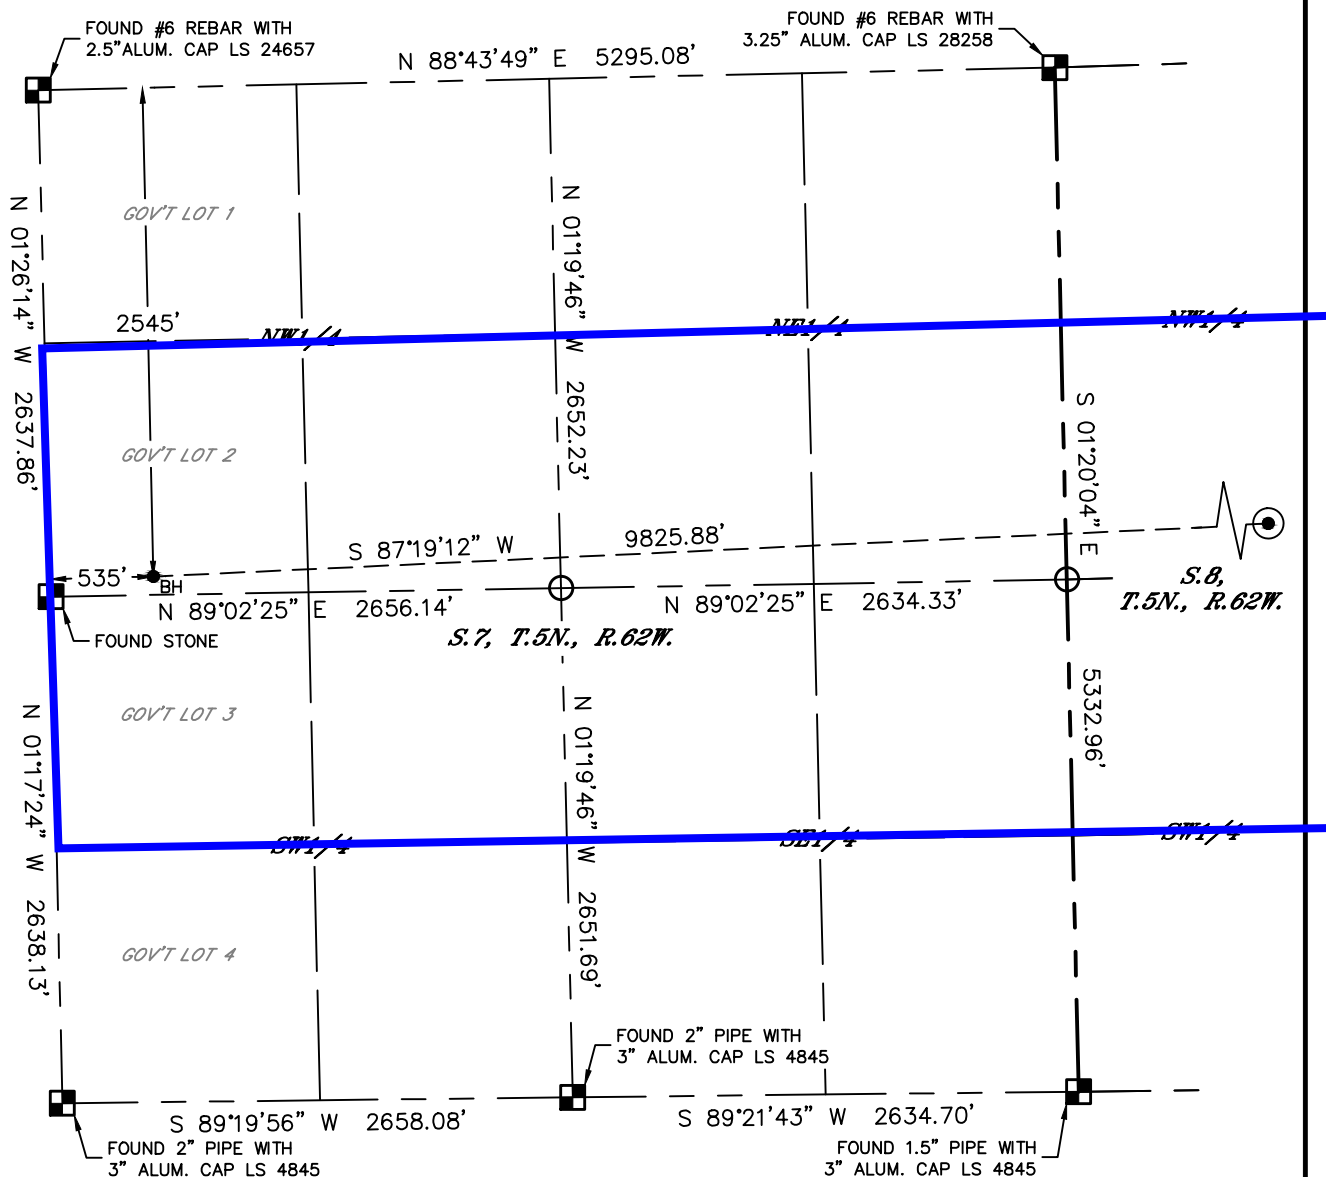 FOUND #6 REBAR WITH
2.5" ALUM. CAP LS 24657
FOUND #6 REBAR WITH
3.25" ALUM. CAP LS 28258
N 88°43'49" E 5295.08'
GOV'T LOT 1
N 01°26'14" W 2637.86'
N 01°19'46" W 2652.23'
2545'
NW1/4
NE1/4
NW1/4
GOV'T LOT 2
S 01°20'04" E 5332.96'
S 87°19'12" W 9825.88'
535'
BH
N 89°02'25" E 2656.14'
N 89°02'25" E 2634.33'
S.8,
T.5N., R.62W.
FOUND STONE
S.7, T.5N., R.62W.
GOV'T LOT 3
N 01°17'24" W 2638.13'
N 01°19'46" W 2651.69'
SW1/4
SE1/4
SW1/4
GOV'T LOT 4
FOUND 2" PIPE WITH
3" ALUM. CAP LS 4845
S 89°19'56" W 2658.08'
S 89°21'43" W 2634.70'
FOUND 2" PIPE WITH
3" ALUM. CAP LS 4845
FOUND 1.5" PIPE WITH
3" ALUM. CAP LS 4845